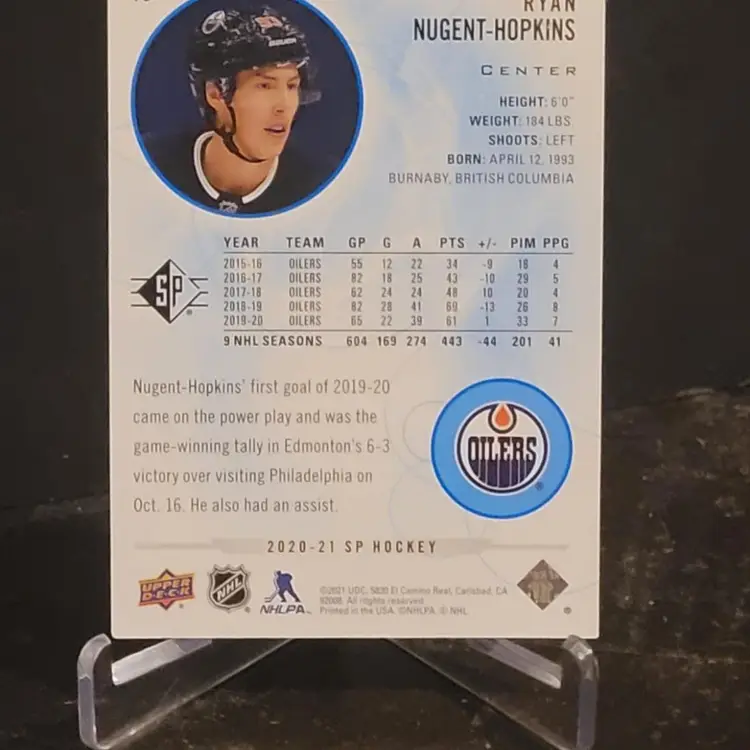 RYAN
NUGENT-HOPKINS
CENTER
HEIGHT: 6'0"
WEIGHT: 184 LBS
SHOOTS: LEFT
BORN: APRIL 12, 1993
BURNABY, BRITISH COLUMBIA
YEAR TEAM GP G A PTS +/- PIM PPG
2015-16 OILERS 55 12 22 34 -9 18 4
2016-17 OILERS 82 18 25 43 -10 29 5
2017-18 OILERS 62 24 24 48 10 20 4
2018-19 OILERS 82 28 41 69 -13 26 8
2019-20 OILERS 65 22 39 61 1 33 7
9 NHL SEASONS 604 169 274 443 -44 201 41
SP
Nugent-Hopkins' first goal of 2019-20
came on the power play and was the
game-winning tally in Edmonton's 6-3
victory over visiting Philadelphia on
Oct. 16. He also had an assist.
OILERS
2020-21 SP HOCKEY
UPPER
DECK
NHL
NHLPA
©2021 UDC, 5830 El Camino Real, Carlsbad, CA
92008. All rights reserved.
Printed in the USA. ©NHLPA. © NHL